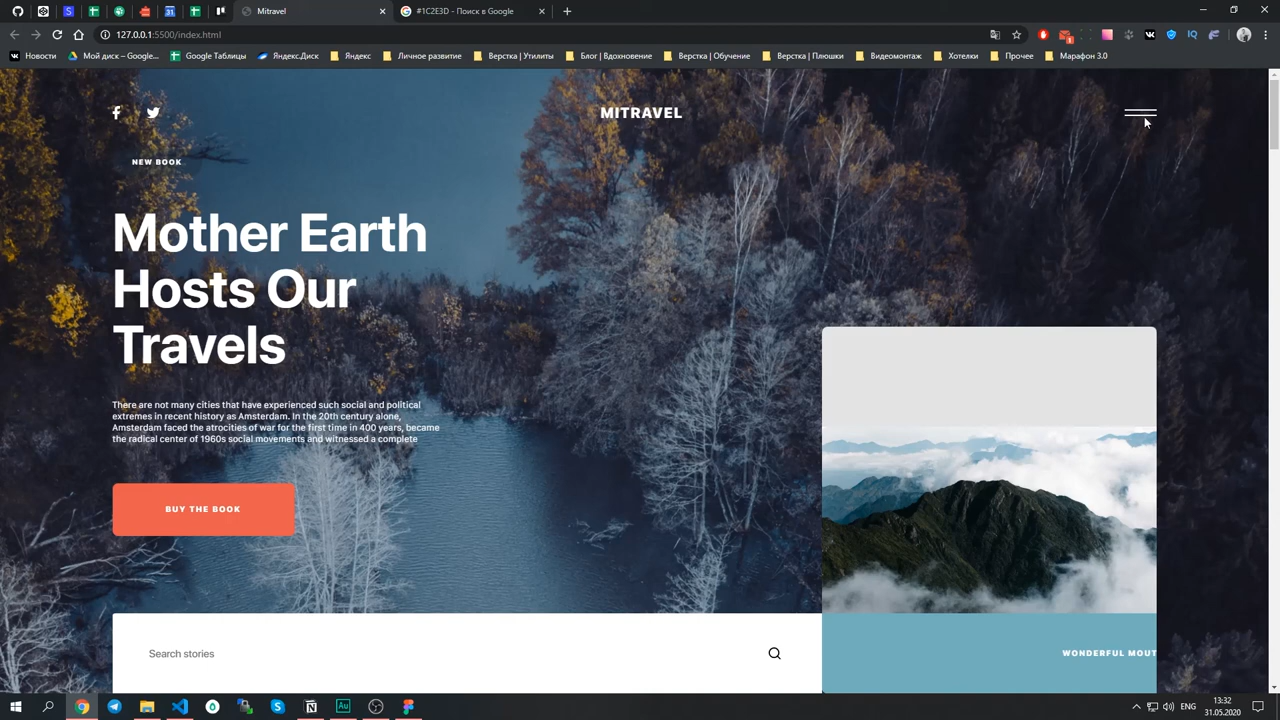 Mitravel
#1C2E3D - Поиск в Google
127.0.0.1:5500/index.html
Новости
Мой диск – Google...
Google Таблицы
Яндекс.Диск
Яндекс
Личное развитие
Верстка | Утилиты
Блог | Вдохновение
Верстка | Обучение
Верстка | Плюшки
Видеомонтаж
Хотелки
Прочее
Марафон 3.0
MITRAVEL
NEW BOOK
Mother Earth
Hosts Our
Travels
There are not many cities that have experienced such social and political
extremes in recent history as Amsterdam. In the 20th century alone,
Amsterdam faced the atrocities of war for the first time in 400 years, became
the radical center of 1960s social movements and witnessed a complete
BUY THE BOOK
Search stories
WONDERFUL MOUT
ENG
13:32
31.05.2020